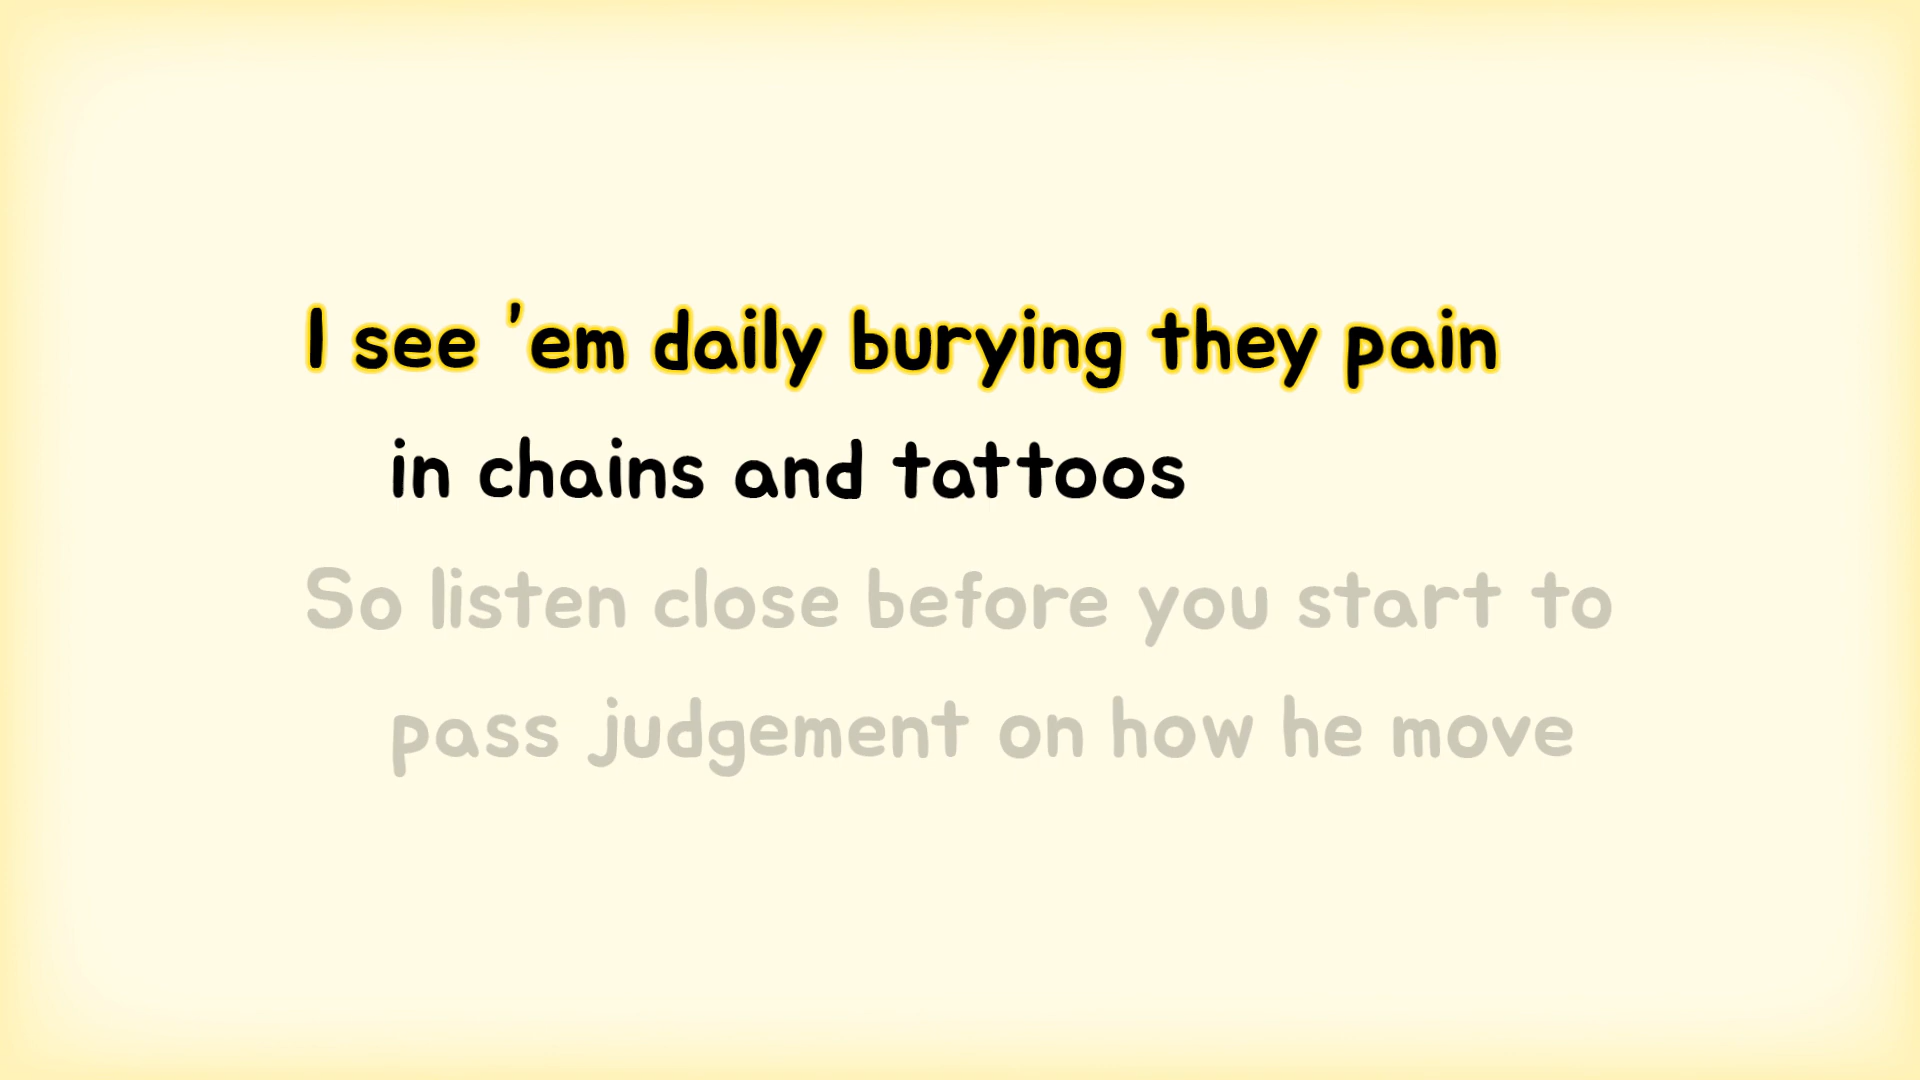 I see 'em daily burying they pain
in chains and tattoos
So listen close before you start to
pass judgement on how he move